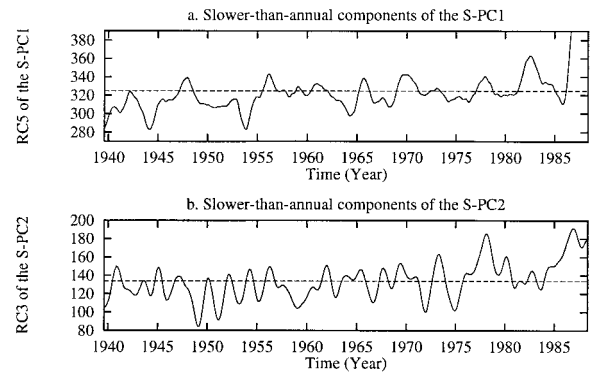 a. Slower-than-annual components of the S-PC1
RC5 of the S-PC1
380
360
340
320
300
280
1940 1945 1950 1955 1960 1965 1970 1975 1980 1985
Time (Year)
b. Slower-than-annual components of the S-PC2
RC3 of the S-PC2
200
180
160
140
120
100
80
1940 1945 1950 1955 1960 1965 1970 1975 1980 1985
Time (Year)